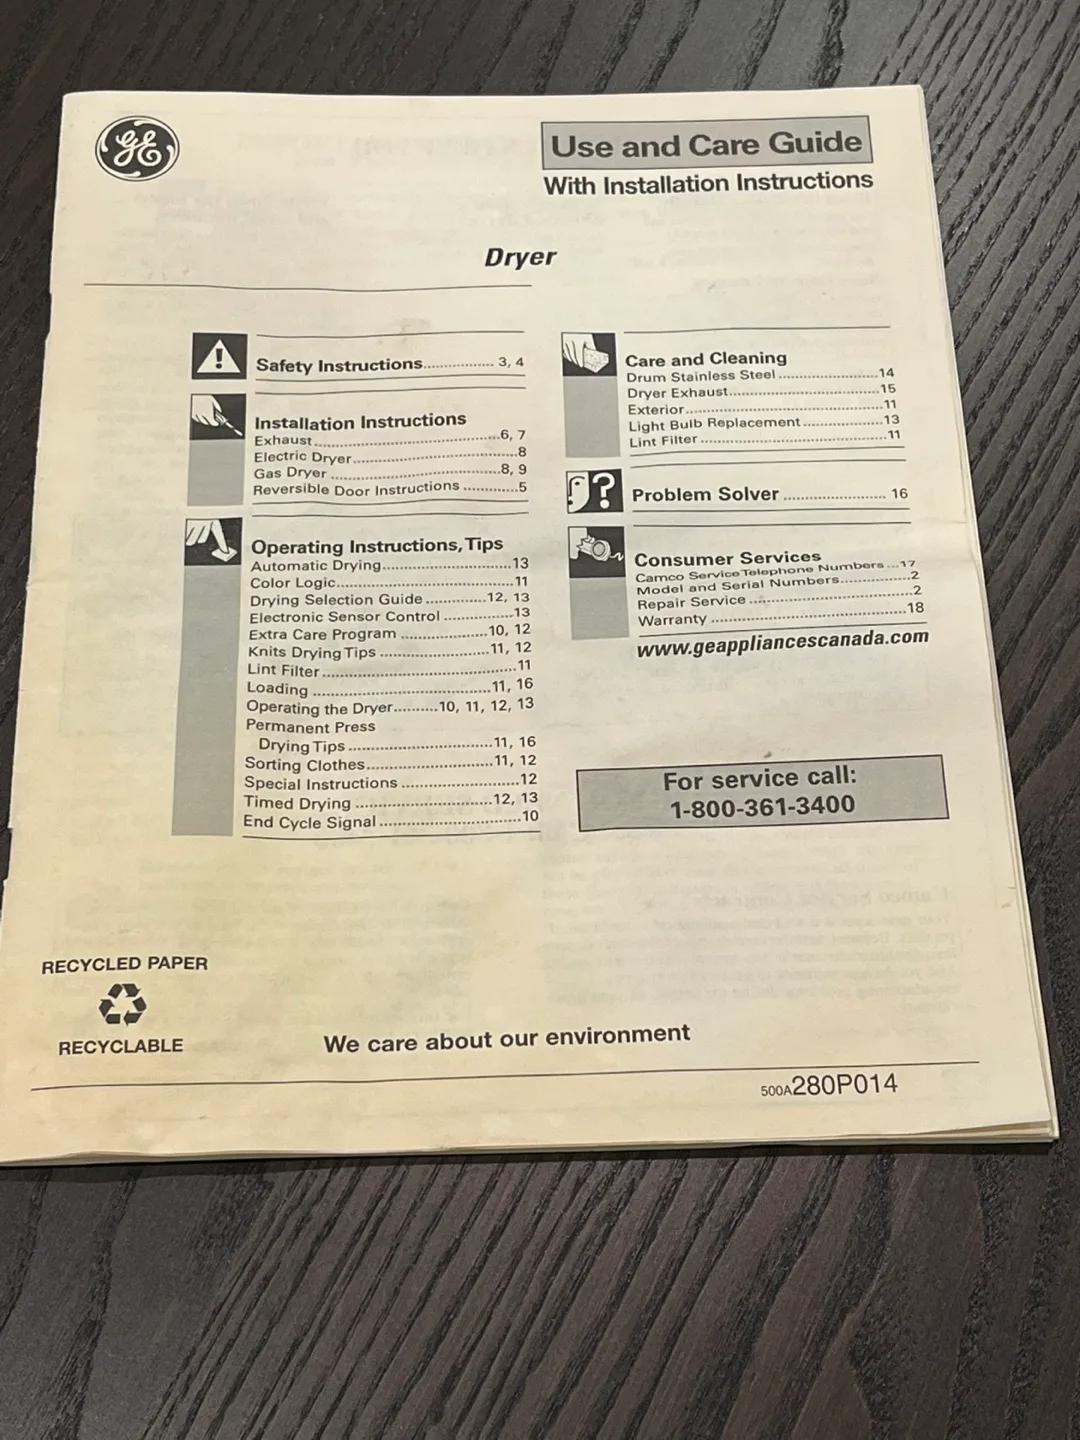 GE
Use and Care Guide
With Installation Instructions
Dryer
Safety Instructions................ 3, 4
Installation Instructions
Exhaust.......................................6, 7
Electric Dryer...................................8
Gas Dryer ..................................8, 9
Reversible Door Instructions ............5
Operating Instructions, Tips
Automatic Drying............................13
Color Logic......................................11
Drying Selection Guide .............12, 13
Electronic Sensor Control ...............13
Extra Care Program ..................10, 12
Knits Drying Tips .......................11, 12
Lint Filter ........................................11
Loading .....................................11, 16
Operating the Dryer..........10, 11, 12, 13
Permanent Press
Drying Tips ...............................11, 16
Sorting Clothes..........................11, 12
Special Instructions .........................12
Timed Drying .............................12, 13
End Cycle Signal ..............................10
Care and Cleaning
Drum Stainless Steel ......................14
Dryer Exhaust.................................15
Exterior...........................................11
Light Bulb Replacement .................13
Lint Filter ........................................11
Problem Solver ........................ 16
Consumer Services
Camco Service Telephone Numbers ...17
Model and Serial Numbers...............2
Repair Service ..................................2
Warranty ........................................18
www.geappliancescanada.com
For service call:
1-800-361-3400
RECYCLED PAPER
RECYCLABLE
We care about our environment
500A280P014